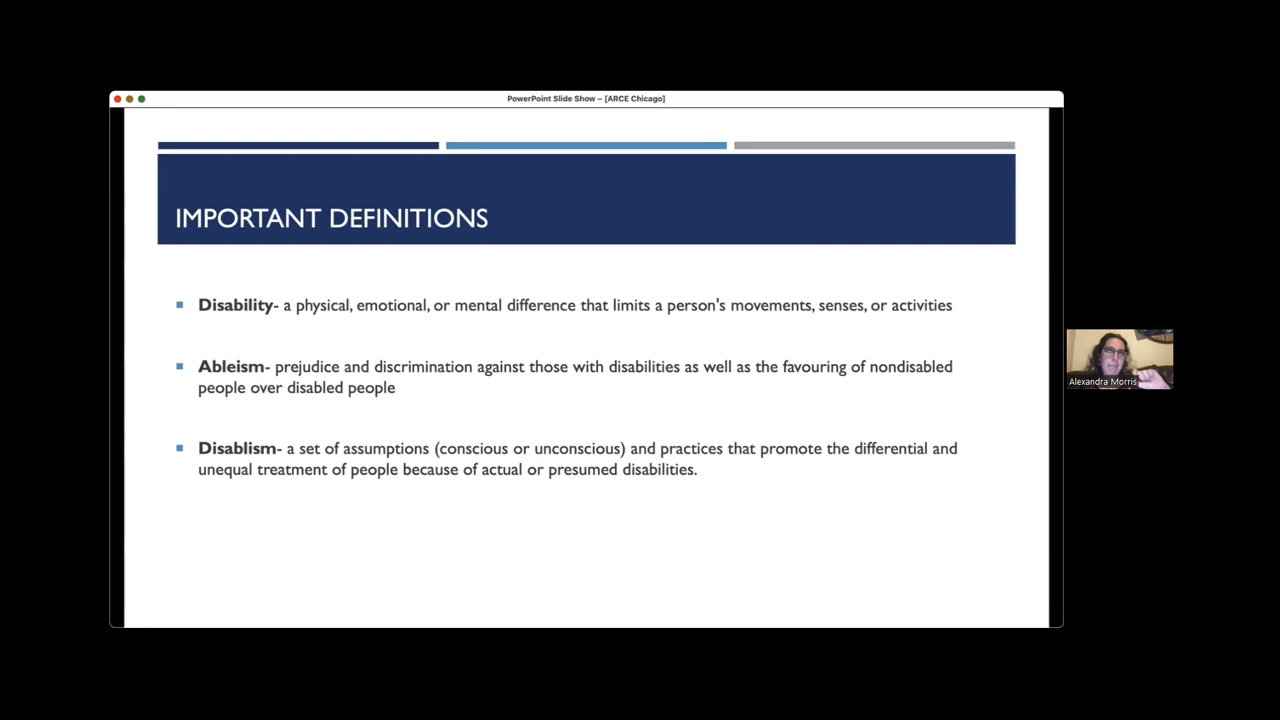 PowerPoint Slide Show – [ARCE Chicago]
IMPORTANT DEFINITIONS
Disability- a physical, emotional, or mental difference that limits a person's movements, senses, or activities
Ableism- prejudice and discrimination against those with disabilities as well as the favouring of nondisabled
people over disabled people
Disablism- a set of assumptions (conscious or unconscious) and practices that promote the differential and
unequal treatment of people because of actual or presumed disabilities.
Alexandra Morris